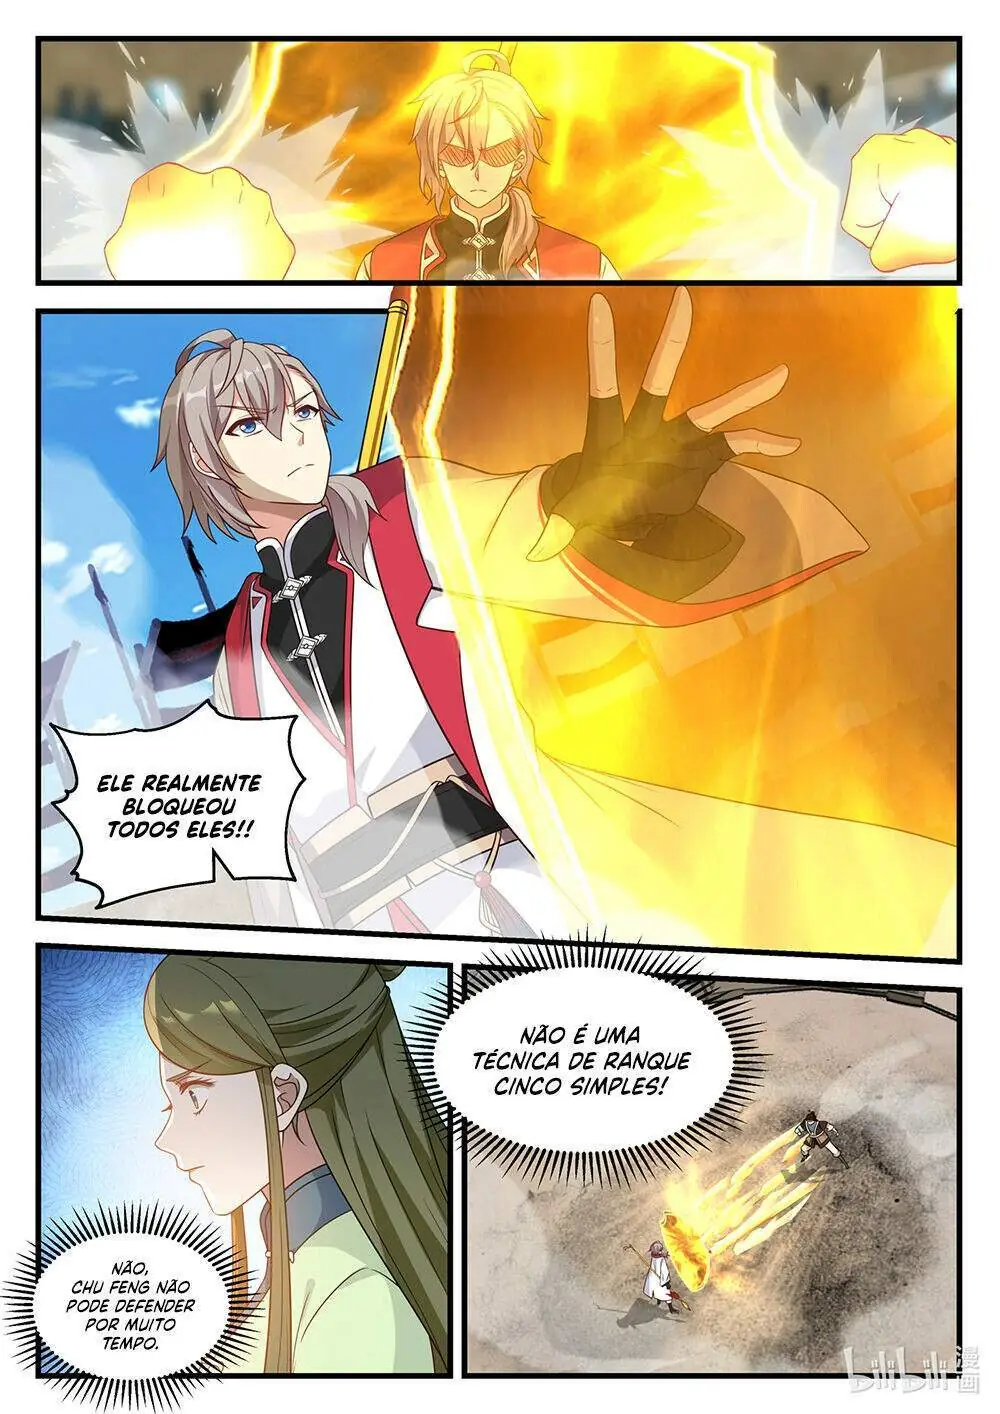 ELE REALMENTE
BLOQUEOU
TODOS ELES!!
NÃO É UMA
TÉCNICA DE RANQUE
CINCO SIMPLES!
NÃO,
CHU FENG NÃO
PODE DEFENDER
POR MUITO
TEMPO.
bilibili 漫画